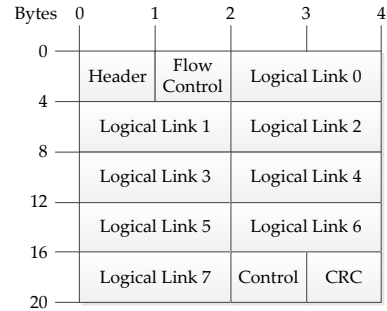 Bytes 0 1 2 3 4
0
Header Flow Control Logical Link 0
4
Logical Link 1 Logical Link 2
8
Logical Link 3 Logical Link 4
12
Logical Link 5 Logical Link 6
16
Logical Link 7 Control CRC
20